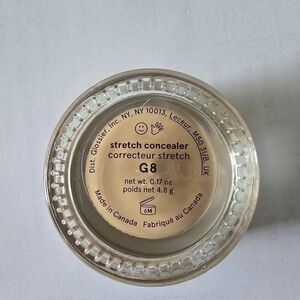 Dist. Glossier, Inc. NY, NY 10013, Lecour, M50 3UB, UK
stretch concealer
correcteur stretch
G8
net wt. 0.17 oz
poids net 4.8 g
6M
Made in Canada Fabriqué au Canada